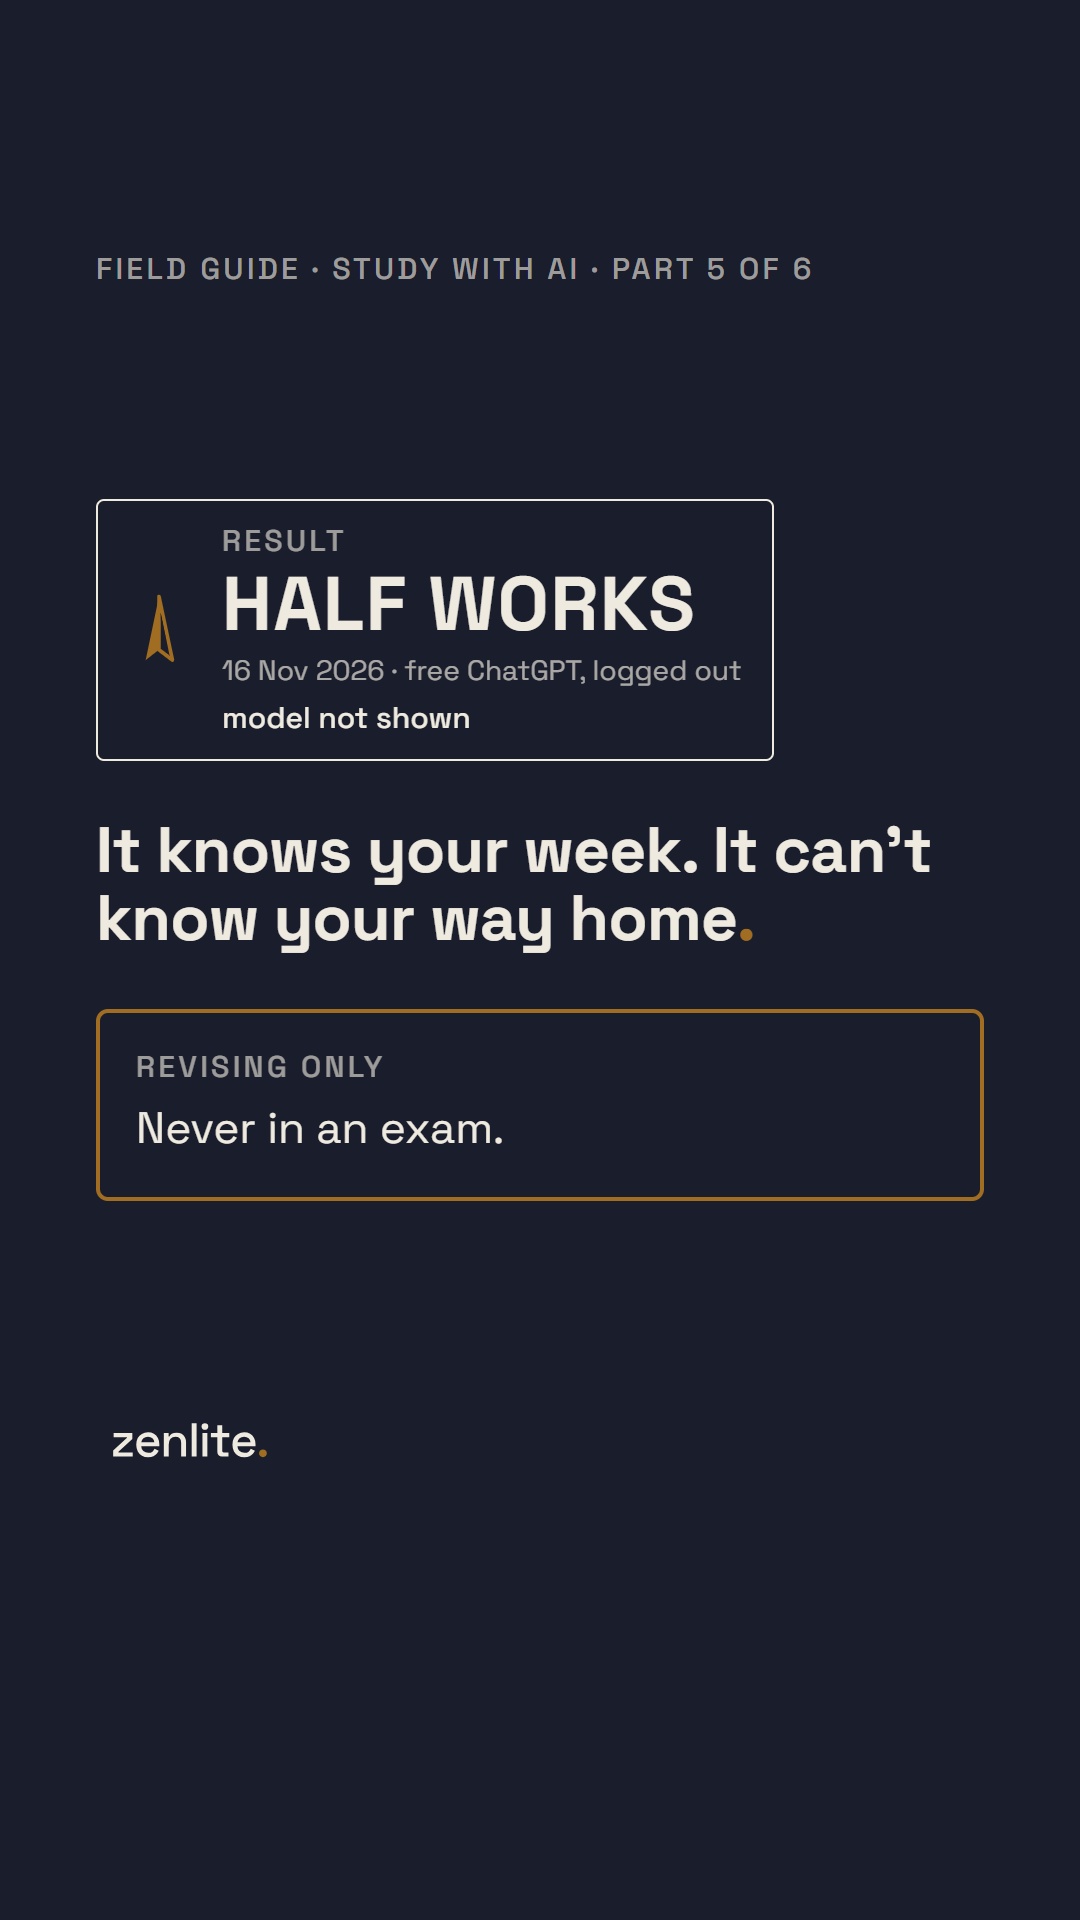 FIELD GUIDE · STUDY WITH AI · PART 5 OF 6
RESULT
HALF WORKS
16 Nov 2026 · free ChatGPT, logged out
model not shown
It knows your week. It can’t
know your way home.
REVISING ONLY
Never in an exam.
zenlite.